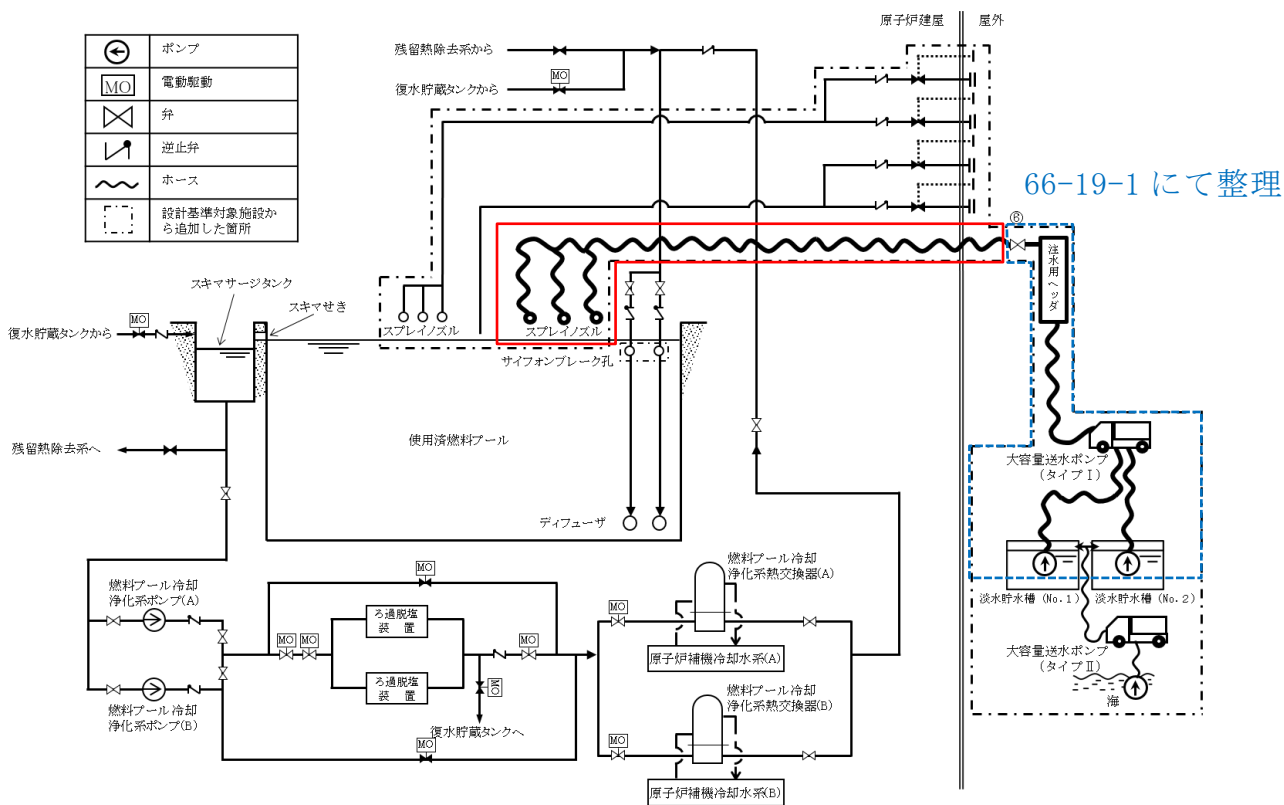 原子炉建屋
屋外
ポンプ
MO
電動駆動
弁
逆止弁
ホース
設計基準対象施設か
ら追加した箇所
残留熱除去系から
MO
復水貯蔵タンクから
66-19-1 にて整理
⑥
注水用ヘッダ
スキマサージタンク
スキマせき
MO
復水貯蔵タンクから
スプレイノズル
スプレイノズル
サイフォンブレーク孔
使用済燃料プール
残留熱除去系へ
大容量送水ポンプ
(タイプⅠ)
ディフューザ
淡水貯水槽 (No.1)
淡水貯水槽 (No.2)
大容量送水ポンプ
(タイプⅡ)
海
燃料プール冷却
浄化系ポンプ(A)
燃料プール冷却
浄化系ポンプ(B)
MO
MO
MO
ろ過脱塩
装 置
ろ過脱塩
装 置
MO
MO
復水貯蔵タンクへ
MO
燃料プール冷却
浄化系熱交換器(A)
MO
原子炉補機冷却水系(A)
燃料プール冷却
浄化系熱交換器(B)
MO
原子炉補機冷却水系(B)